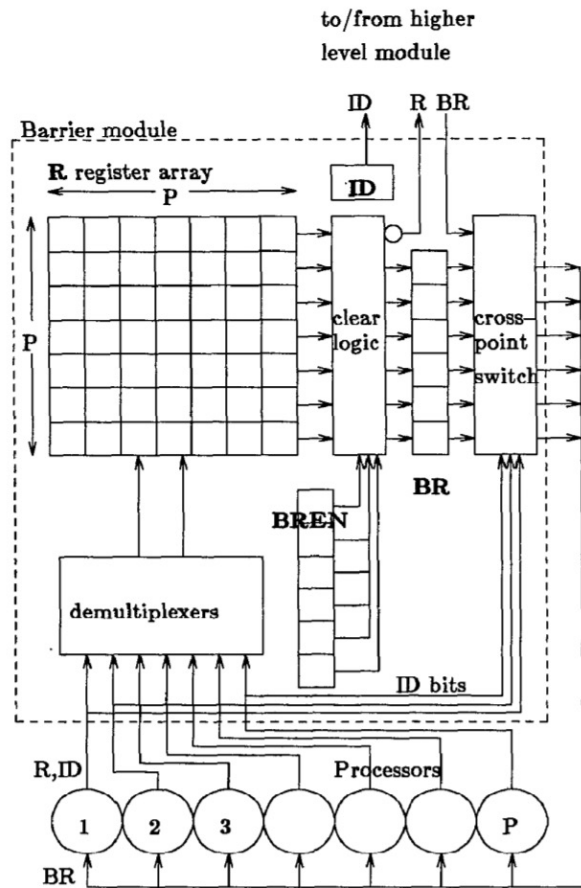 to/from higher
level module
ID
R BR
Barrier module
R register array
P
ID
P
clear
logic
cross-
point
switch
BR
BREN
demultiplexers
ID bits
R,ID
Processors
1
2
3
P
BR